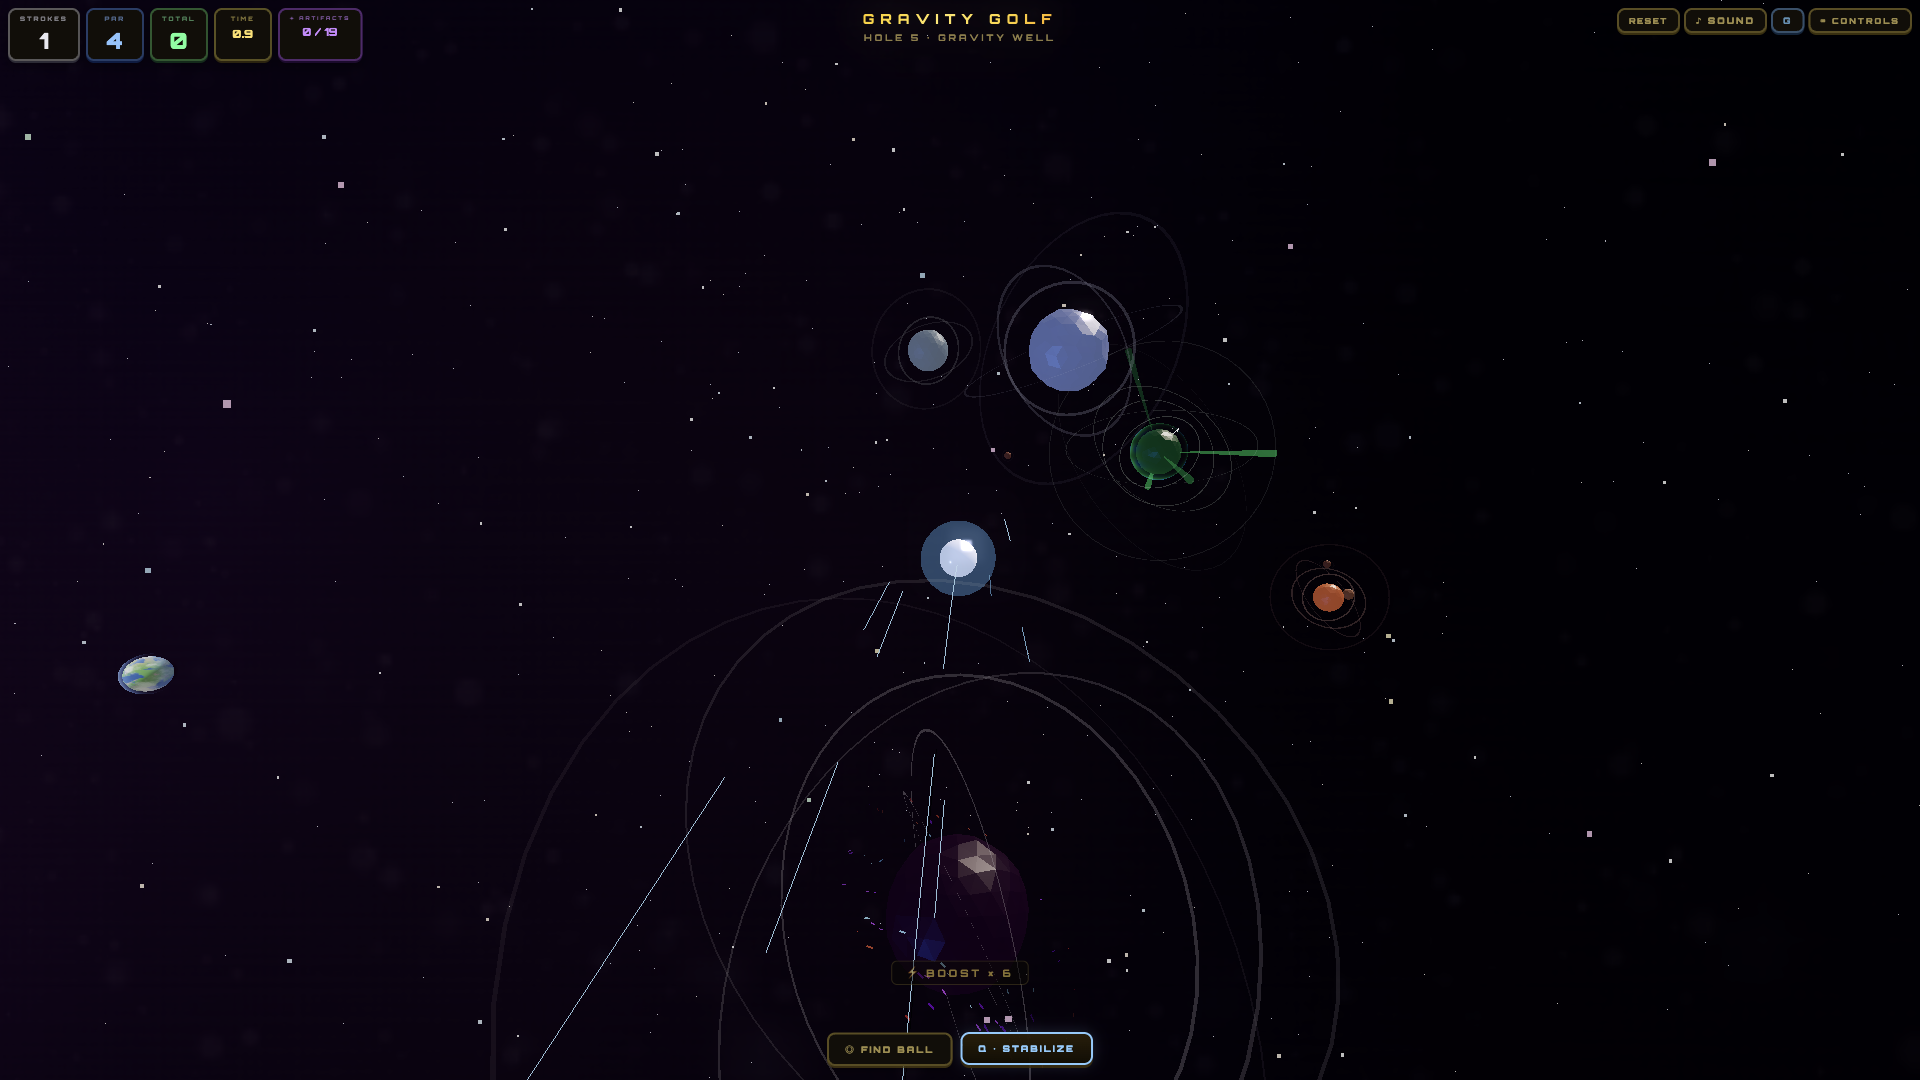 STROKES
1
PAR
4
TOTAL
0
TIME
0.9
✦ ARTIFACTS
0 / 19
GRAVITY GOLF
HOLE 5 · GRAVITY WELL
RESET
♪ SOUND
G
≡ CONTROLS
⚡ BOOST × 6
◎ FIND BALL
Q · STABILIZE